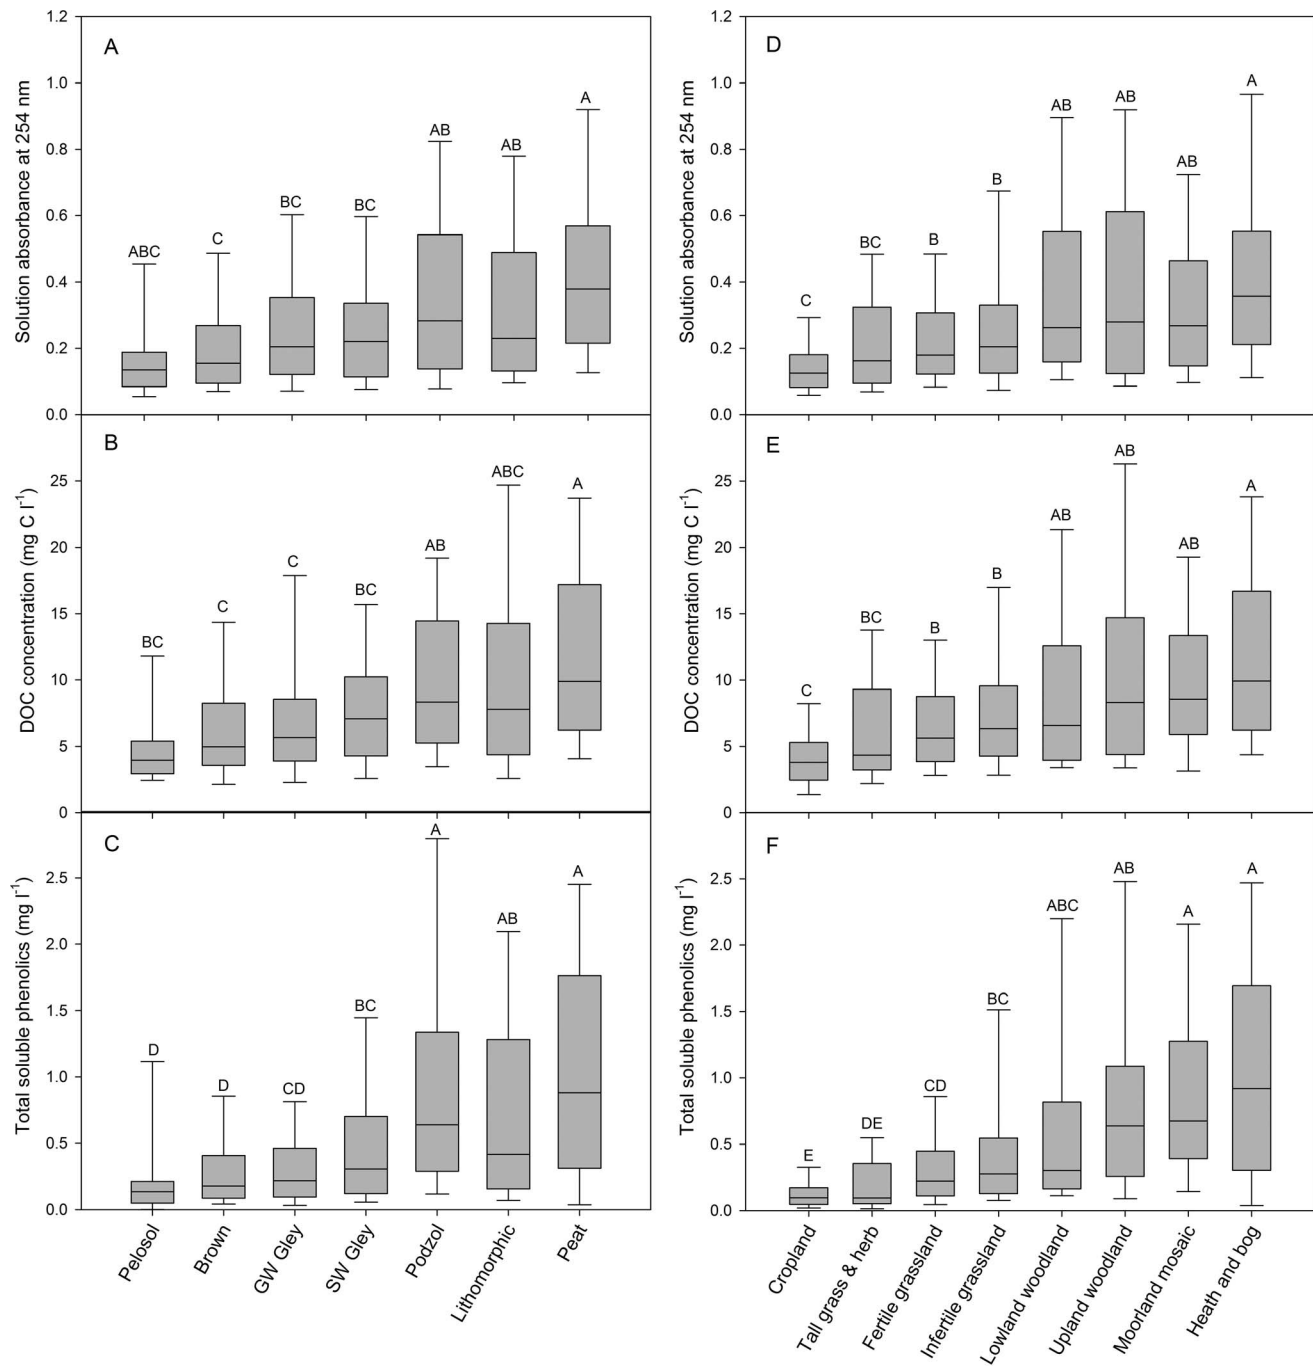 A
Solution absorbance at 254 nm
1.2
1.0
0.8
0.6
0.4
0.2
0.0
ABC
C
BC
BC
AB
AB
A
B
DOC concentration (mg C l⁻¹)
25
20
15
10
5
0
BC
C
C
BC
AB
ABC
A
C
Total soluble phenolics (mg l⁻¹)
2.5
2.0
1.5
1.0
0.5
0.0
D
D
CD
BC
A
AB
A
Pelosol
Brown
GW Gley
SW Gley
Podzol
Lithomorphic
Peat
D
Solution absorbance at 254 nm
1.2
1.0
0.8
0.6
0.4
0.2
0.0
C
BC
B
B
AB
AB
AB
A
E
DOC concentration (mg C l⁻¹)
25
20
15
10
5
0
C
BC
B
B
AB
AB
AB
A
F
Total soluble phenolics (mg l⁻¹)
2.5
2.0
1.5
1.0
0.5
0.0
E
DE
CD
BC
ABC
AB
A
A
Cropland
Tall grass & herb
Fertile grassland
Infertile grassland
Lowland woodland
Upland woodland
Moorland mosaic
Heath and bog